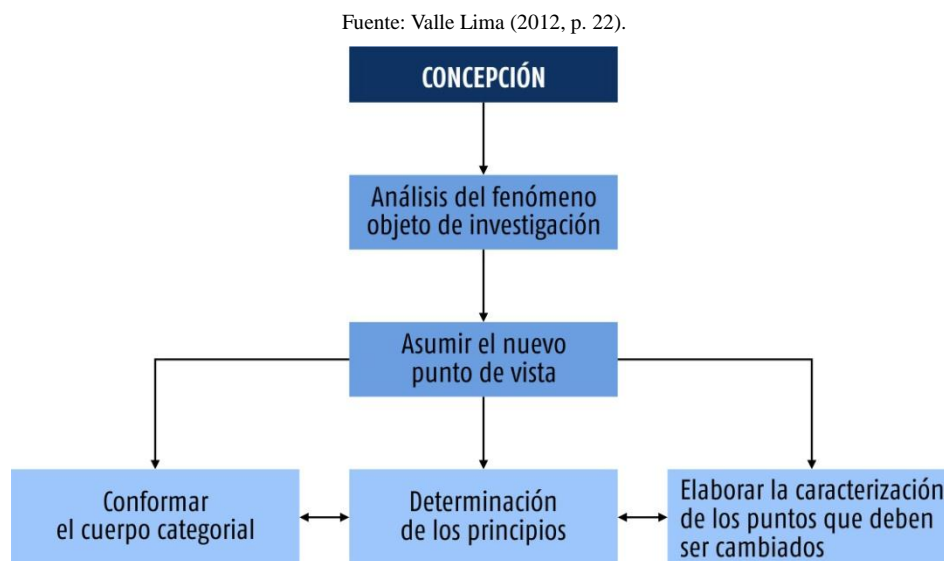 Fuente: Valle Lima (2012, p. 22).
CONCEPCIÓN
Análisis del fenómeno
objeto de investigación
Asumir el nuevo
punto de vista
Conformar
el cuerpo categorial
Determinación
de los principios
Elaborar la caracterización
de los puntos que deben
ser cambiados